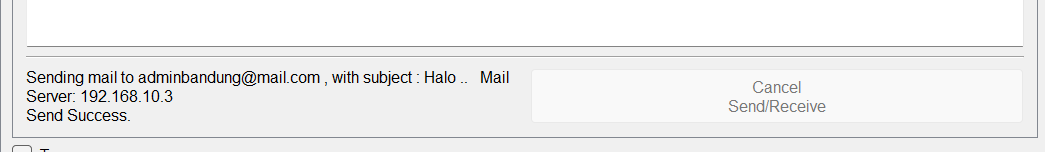 Sending mail to adminbandung@mail.com , with subject : Halo .. Mail
Server: 192.168.10.3
Send Success.
Cancel
Send/Receive